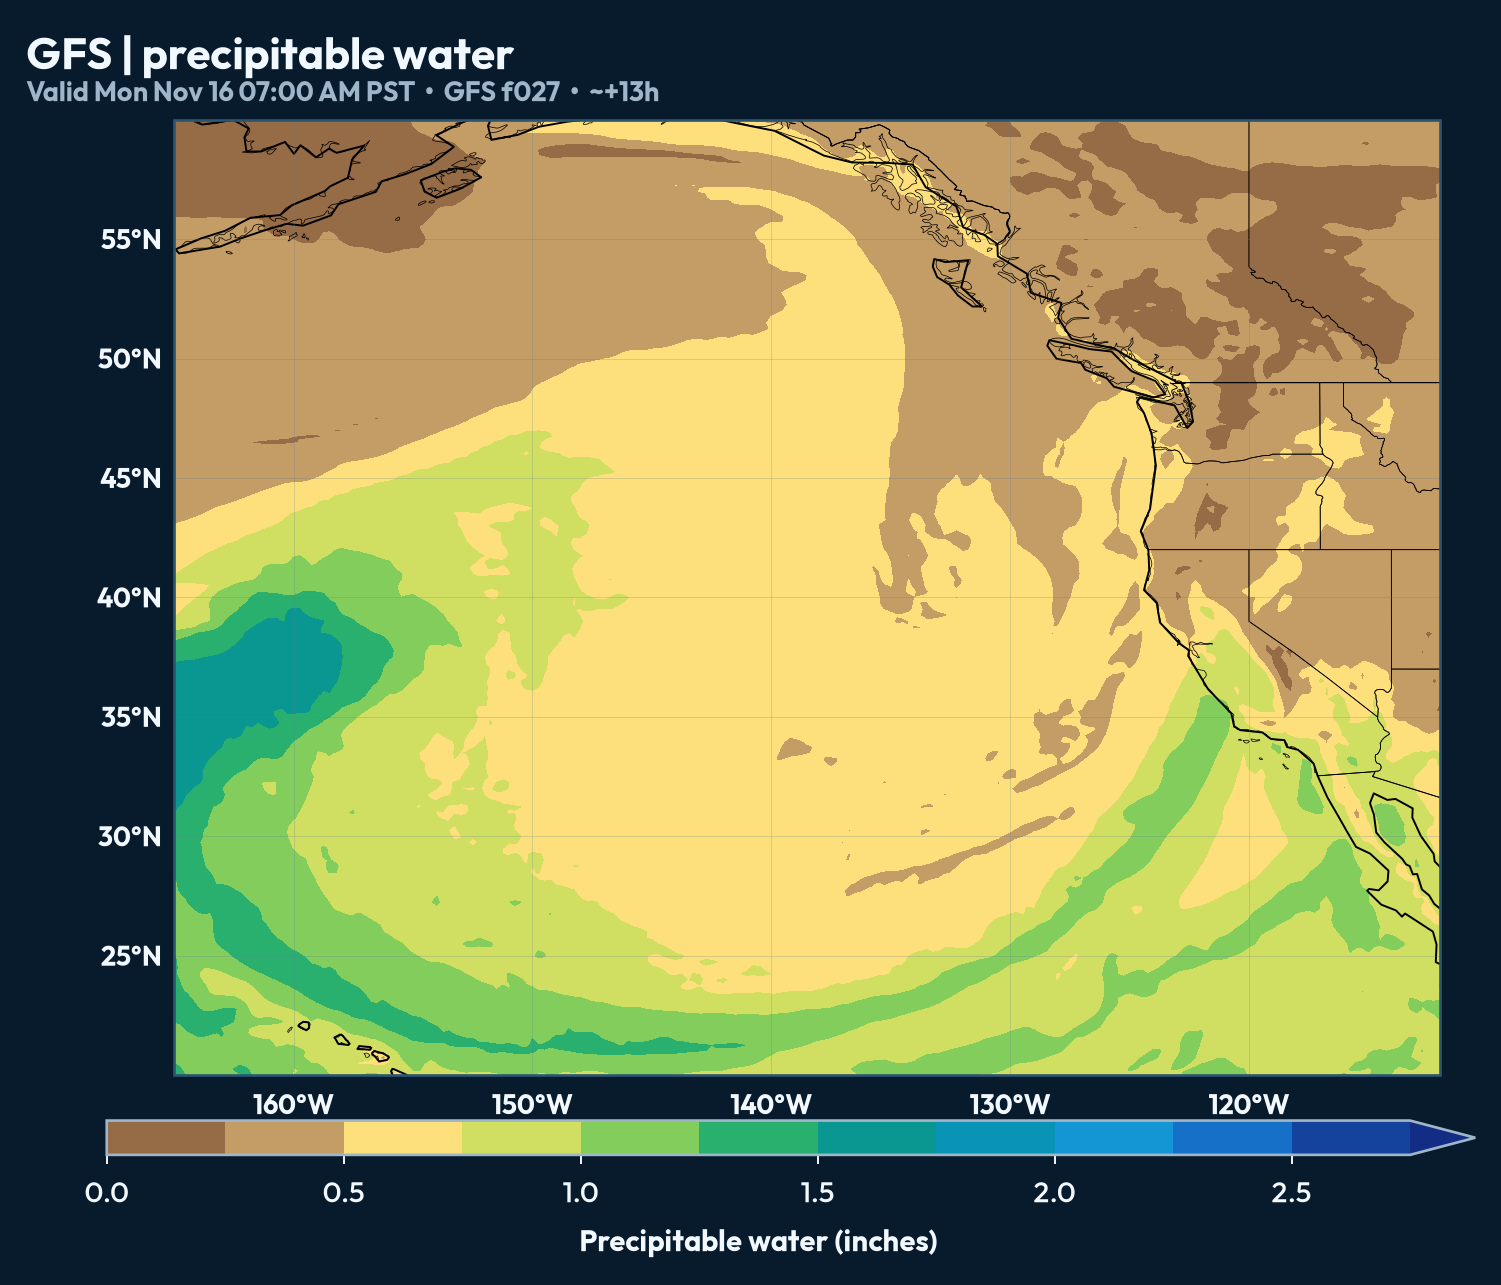 GFS | precipitable water
Valid Mon Nov 16 07:00 AM PST • GFS f027 • ~+13h
55°N
50°N
45°N
40°N
35°N
30°N
25°N
160°W 150°W 140°W 130°W 120°W
0.0 0.5 1.0 1.5 2.0 2.5
Precipitable water (inches)